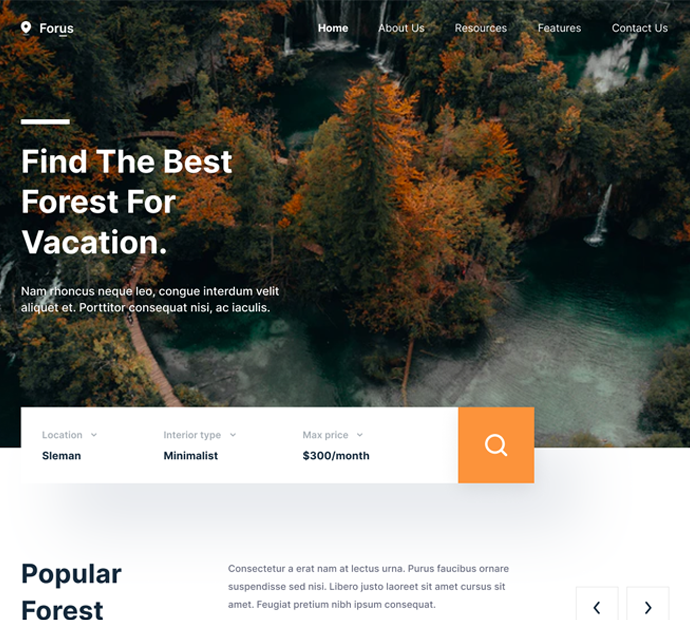 Forus
Home About Us Resources Features Contact Us
Find The Best
Forest For
Vacation.
Nam rhoncus neque leo, congue interdum velit
aliquet et. Porttitor consequat nisi, ac iaculis.
Location Interior type Max price
Sleman Minimalist $300/month
Popular
Forest
Consectetur a erat nam at lectus urna. Purus faucibus ornare
suspendisse sed nisi. Libero justo laoreet sit amet cursus sit
amet. Feugiat pretium nibh ipsum consequat.